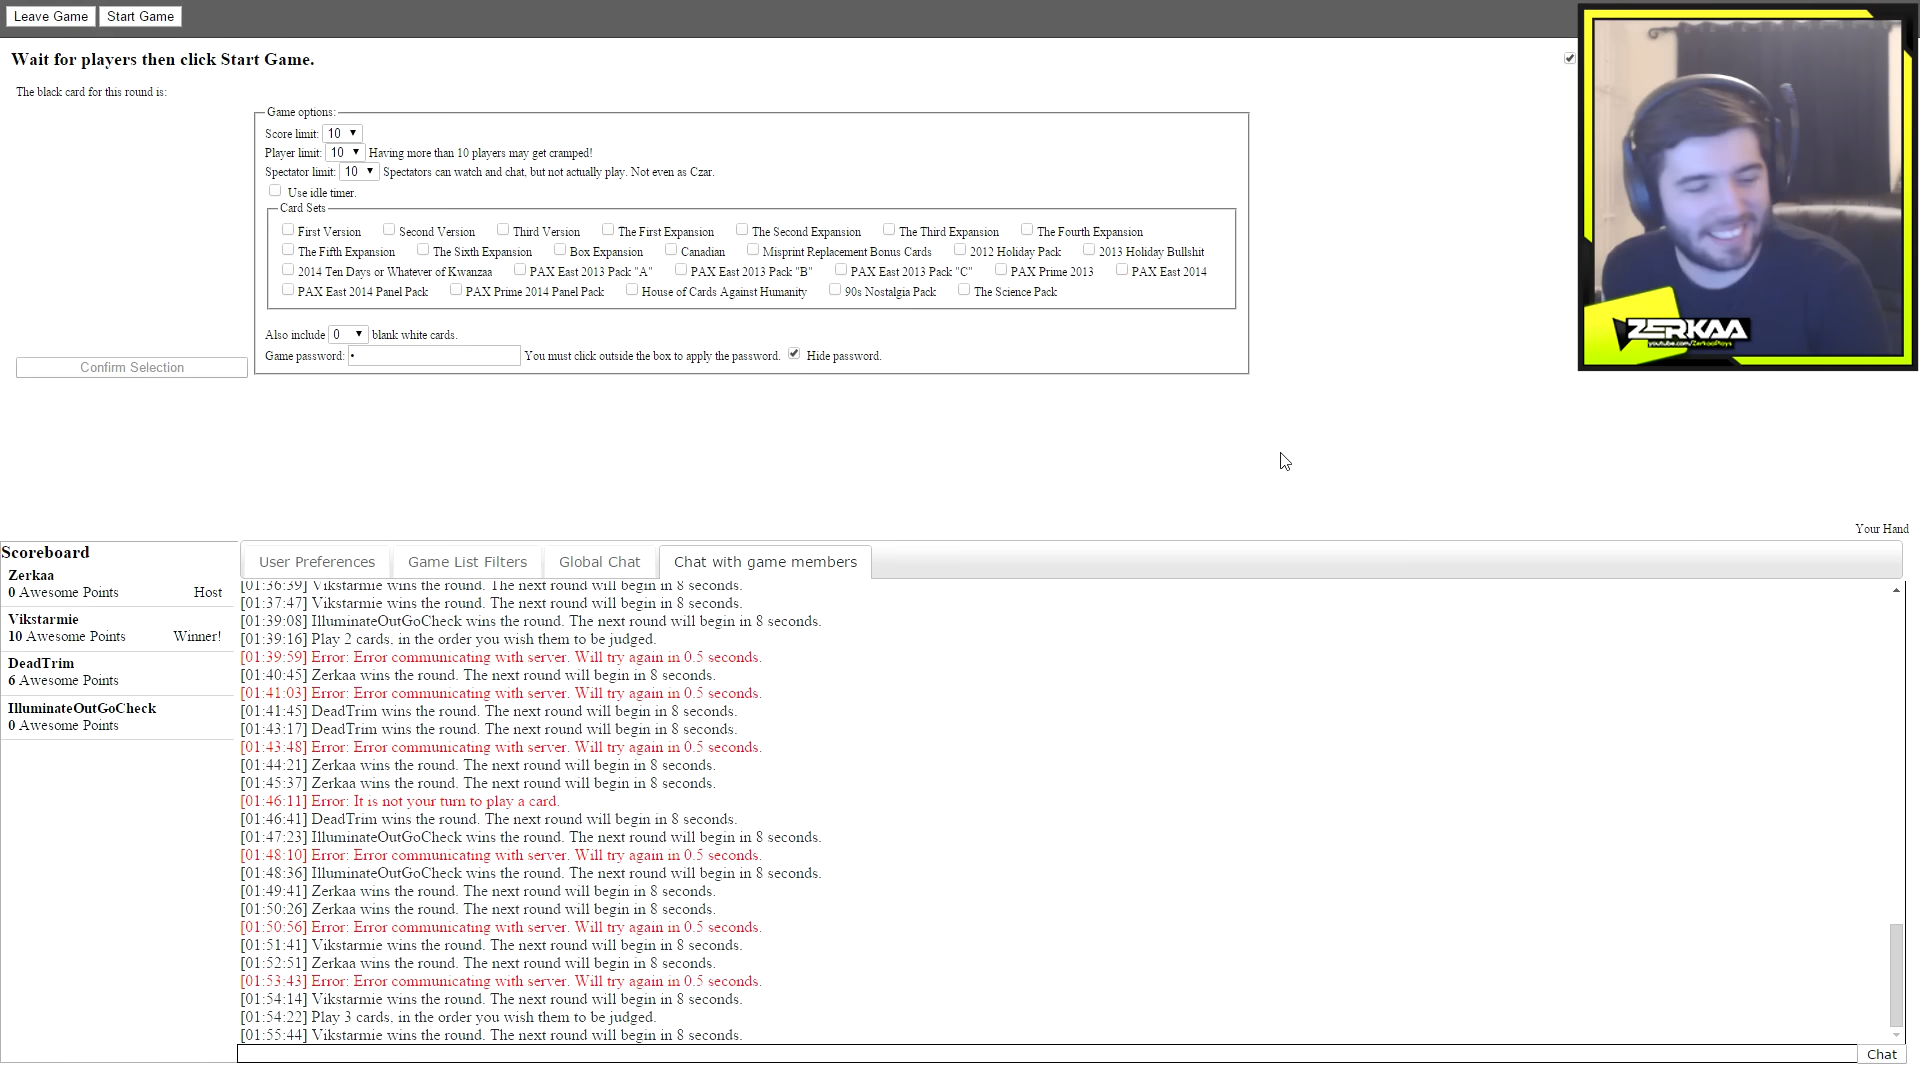 Leave Game Start Game
Wait for players then click Start Game.
The black card for this round is:
Game options:
Score limit: 10
Player limit: 10 Having more than 10 players may get cramped!
Spectator limit: 10 Spectators can watch and chat, but not actually play. Not even as Czar.
Use idle timer.
Card Sets
First Version Second Version Third Version The First Expansion The Second Expansion The Third Expansion The Fourth Expansion
The Fifth Expansion The Sixth Expansion Box Expansion Canadian Misprint Replacement Bonus Cards 2012 Holiday Pack 2013 Holiday Bullshit
2014 Ten Days or Whatever of Kwanzaa PAX East 2013 Pack "A" PAX East 2013 Pack "B" PAX East 2013 Pack "C" PAX Prime 2013 PAX East 2014
PAX East 2014 Panel Pack PAX Prime 2014 Panel Pack House of Cards Against Humanity 90s Nostalgia Pack The Science Pack
Also include 0 blank white cards.
Game password: • You must click outside the box to apply the password. Hide password.
Confirm Selection
ZERKAA
youtube.com/ZerkaaPlays
Your Hand
Scoreboard
Zerkaa
0 Awesome Points Host
Vikstarmie
10 Awesome Points Winner!
DeadTrim
6 Awesome Points
IlluminateOutGoCheck
0 Awesome Points
User Preferences Game List Filters Global Chat Chat with game members
[01:36:39] Vikstarmie wins the round. The next round will begin in 8 seconds.
[01:37:47] Vikstarmie wins the round. The next round will begin in 8 seconds.
[01:39:08] IlluminateOutGoCheck wins the round. The next round will begin in 8 seconds.
[01:39:16] Play 2 cards, in the order you wish them to be judged.
[01:39:59] Error: Error communicating with server. Will try again in 0.5 seconds.
[01:40:45] Zerkaa wins the round. The next round will begin in 8 seconds.
[01:41:03] Error: Error communicating with server. Will try again in 0.5 seconds.
[01:41:45] DeadTrim wins the round. The next round will begin in 8 seconds.
[01:43:17] DeadTrim wins the round. The next round will begin in 8 seconds.
[01:43:48] Error: Error communicating with server. Will try again in 0.5 seconds.
[01:44:21] Zerkaa wins the round. The next round will begin in 8 seconds.
[01:45:37] Zerkaa wins the round. The next round will begin in 8 seconds.
[01:46:11] Error: It is not your turn to play a card.
[01:46:41] DeadTrim wins the round. The next round will begin in 8 seconds.
[01:47:23] IlluminateOutGoCheck wins the round. The next round will begin in 8 seconds.
[01:48:10] Error: Error communicating with server. Will try again in 0.5 seconds.
[01:48:36] IlluminateOutGoCheck wins the round. The next round will begin in 8 seconds.
[01:49:41] Zerkaa wins the round. The next round will begin in 8 seconds.
[01:50:26] Zerkaa wins the round. The next round will begin in 8 seconds.
[01:50:56] Error: Error communicating with server. Will try again in 0.5 seconds.
[01:51:41] Vikstarmie wins the round. The next round will begin in 8 seconds.
[01:52:51] Zerkaa wins the round. The next round will begin in 8 seconds.
[01:53:43] Error: Error communicating with server. Will try again in 0.5 seconds.
[01:54:14] Vikstarmie wins the round. The next round will begin in 8 seconds.
[01:54:22] Play 3 cards, in the order you wish them to be judged.
[01:55:44] Vikstarmie wins the round. The next round will begin in 8 seconds.
Chat